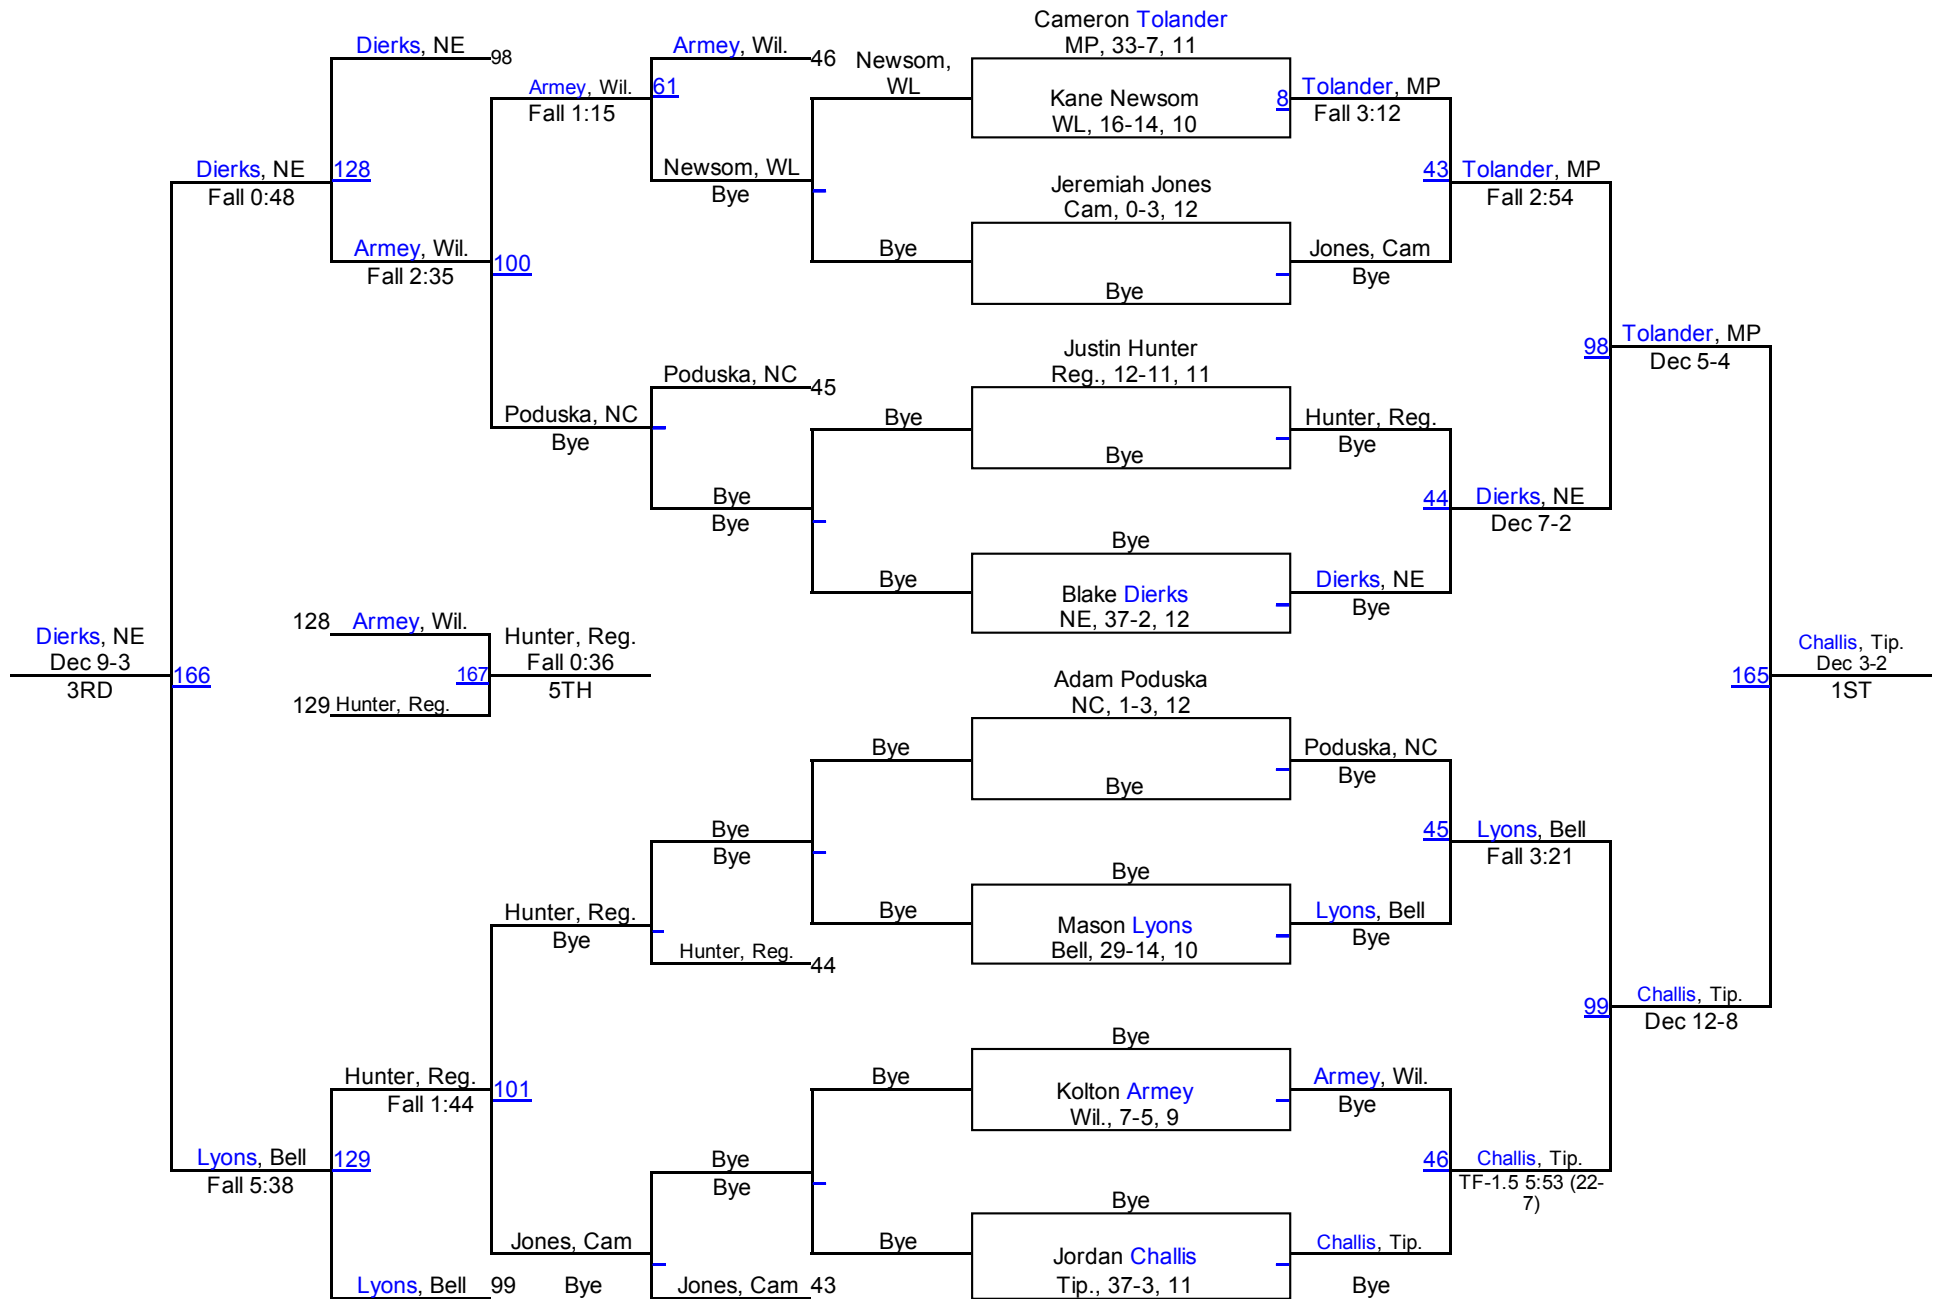 Cameron Tolander
MP, 33-7, 11
Dierks, NE
98
Armey, Wil.
46
Newsom,
WL
Armey, Wil.
61
Fall 1:15
Kane Newsom
WL, 16-14, 10
8
Tolander, MP
Fall 3:12
Dierks, NE
128
Fall 0:48
Newsom, WL
Bye
Jeremiah Jones
Cam, 0-3, 12
43
Tolander, MP
Fall 2:54
Armey, Wil.
100
Fall 2:35
Bye
Bye
Jones, Cam
Bye
Justin Hunter
Reg., 12-11, 11
98
Tolander, MP
Dec 5-4
Poduska, NC
45
Poduska, NC
Bye
Bye
Bye
Hunter, Reg.
Bye
Bye
Bye
44
Dierks, NE
Dec 7-2
Bye
Bye
Blake Dierks
NE, 37-2, 12
Dierks, NE
Bye
128
Armey, Wil.
Dierks, NE
Dec 9-3
3RD
166
167
Hunter, Reg.
Fall 0:36
5TH
129
Hunter, Reg.
165
Challis, Tip.
Dec 3-2
1ST
Adam Poduska
NC, 1-3, 12
Bye
Bye
Poduska, NC
Bye
Bye
Bye
45
Lyons, Bell
Fall 3:21
Bye
Hunter, Reg.
Bye
Bye
Mason Lyons
Bell, 29-14, 10
Lyons, Bell
Bye
Hunter, Reg.
44
99
Challis, Tip.
Dec 12-8
Bye
Hunter, Reg.
101
Fall 1:44
Bye
Kolton Armey
Wil., 7-5, 9
Armey, Wil.
Bye
Lyons, Bell
129
Fall 5:38
Bye
Bye
46
Challis, Tip.
TF-1.5 5:53 (22-
7)
Bye
Jones, Cam
Bye
Bye
Jordan Challis
Tip., 37-3, 11
Challis, Tip.
Bye
Lyons, Bell
99
Jones, Cam
43